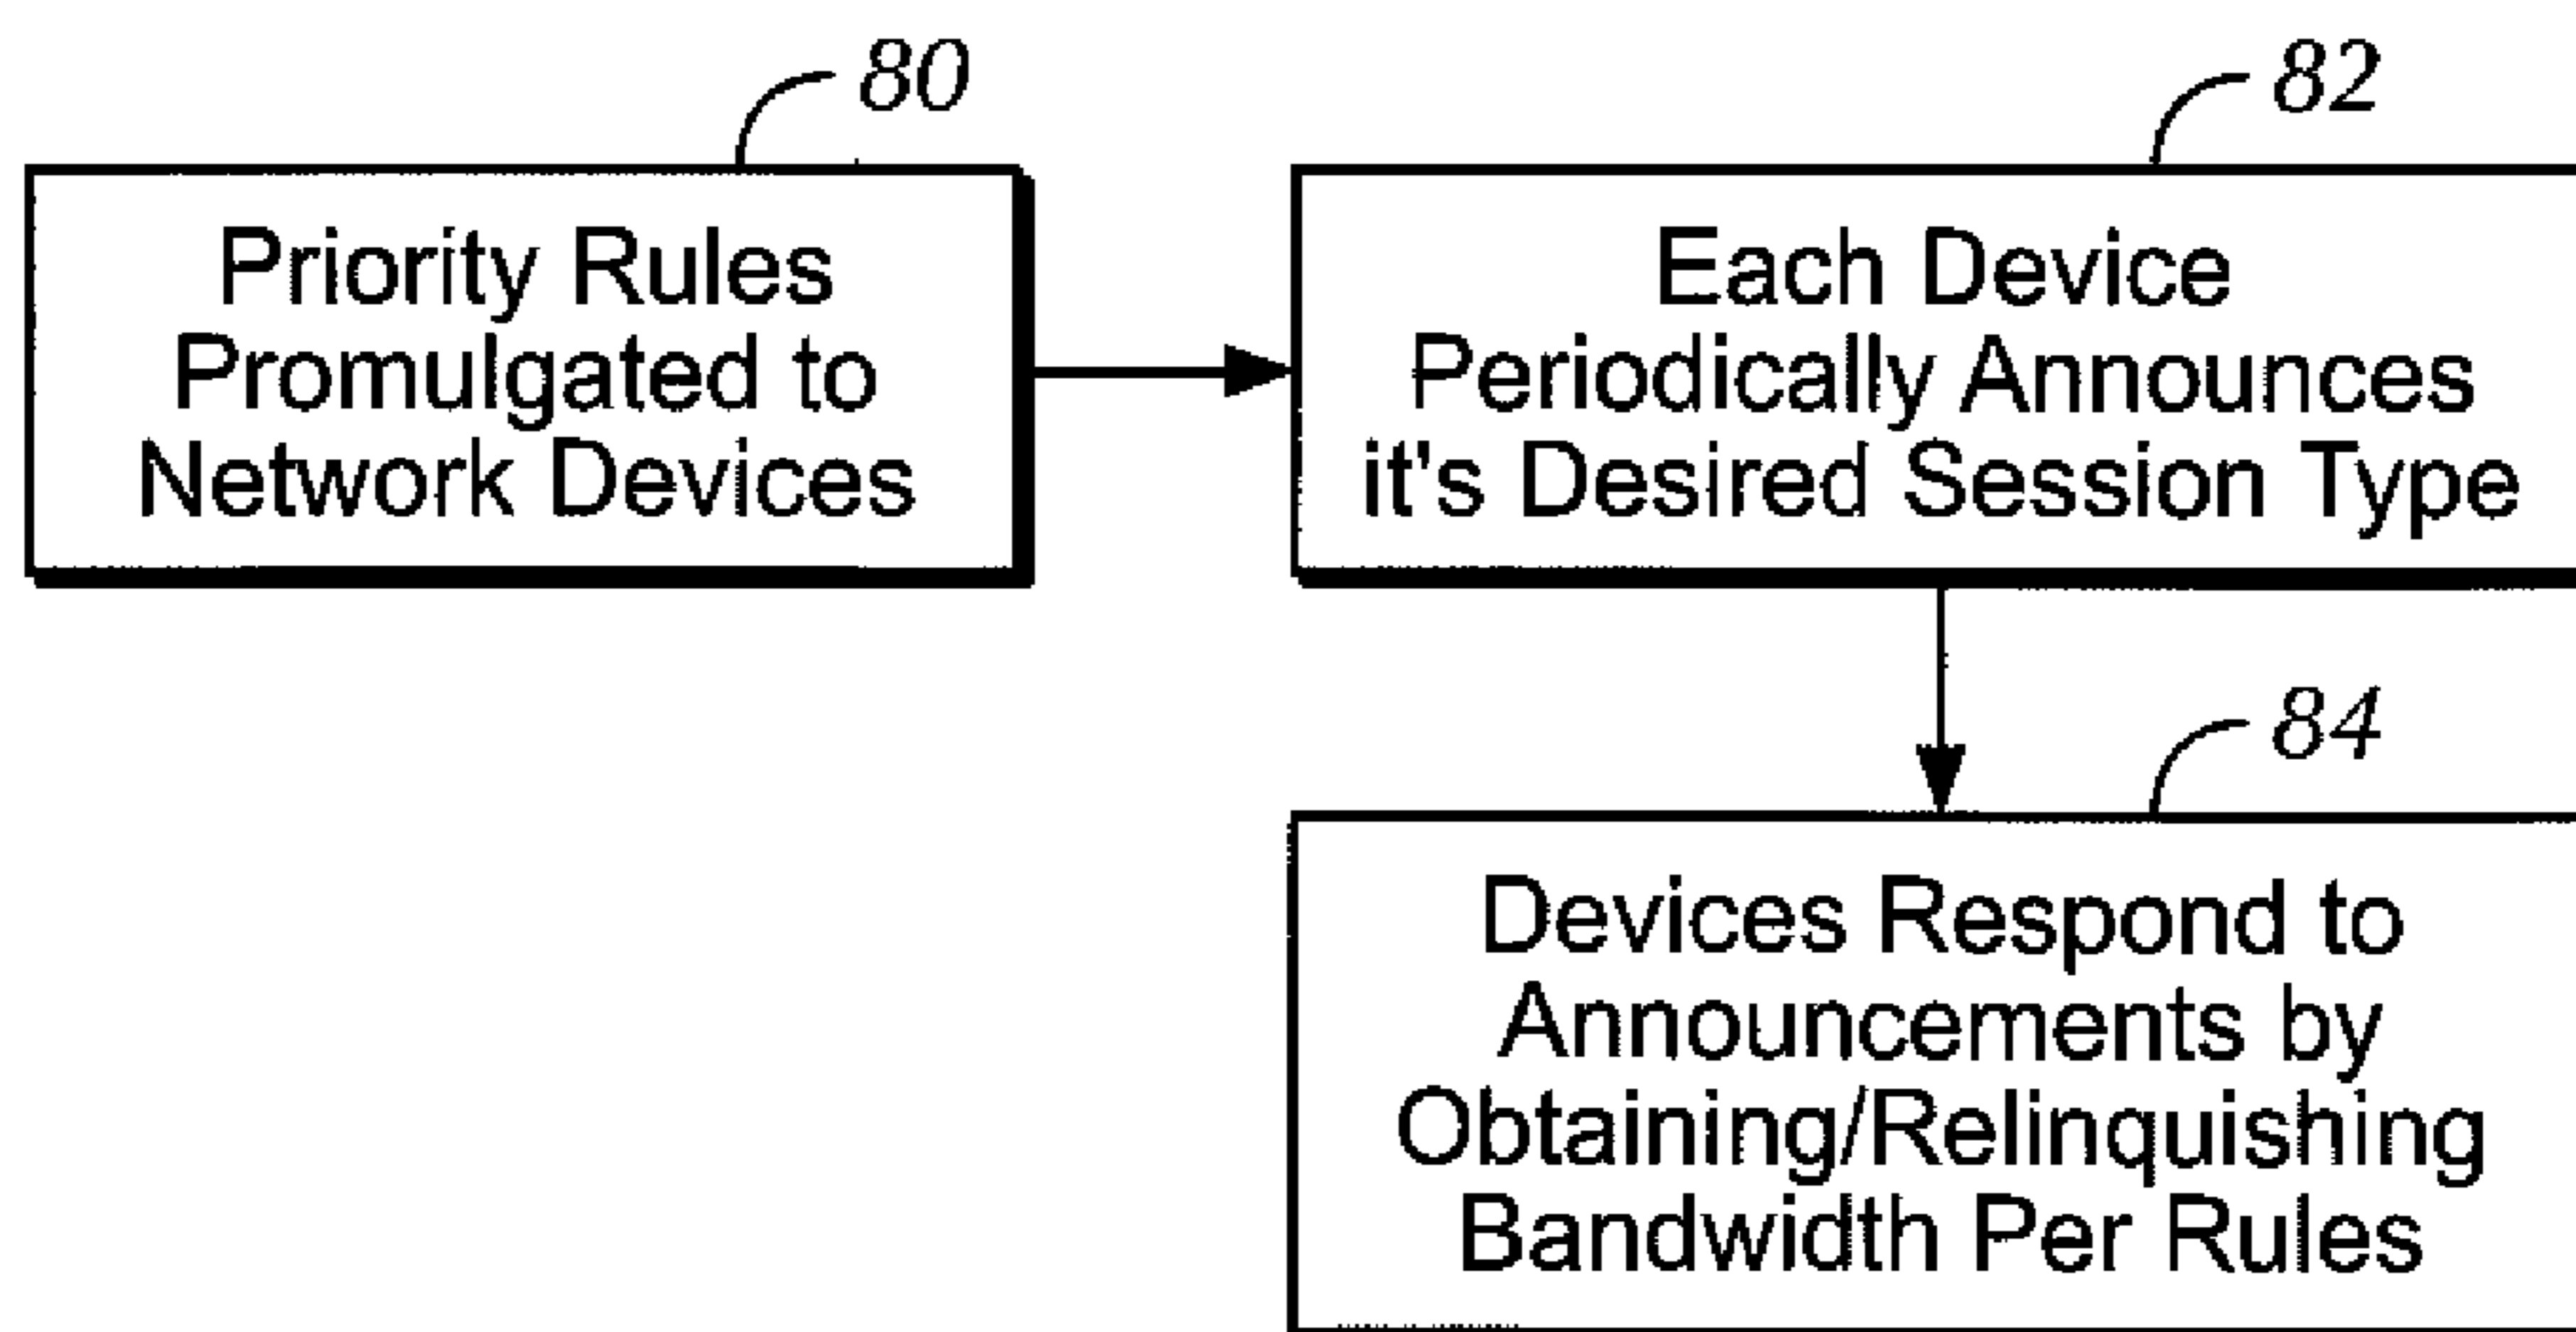 80
Priority Rules
Promulgated to
Network Devices
82
Each Device
Periodically Announces
it's Desired Session Type
84
Devices Respond to
Announcements by
Obtaining/Relinquishing
Bandwidth Per Rules